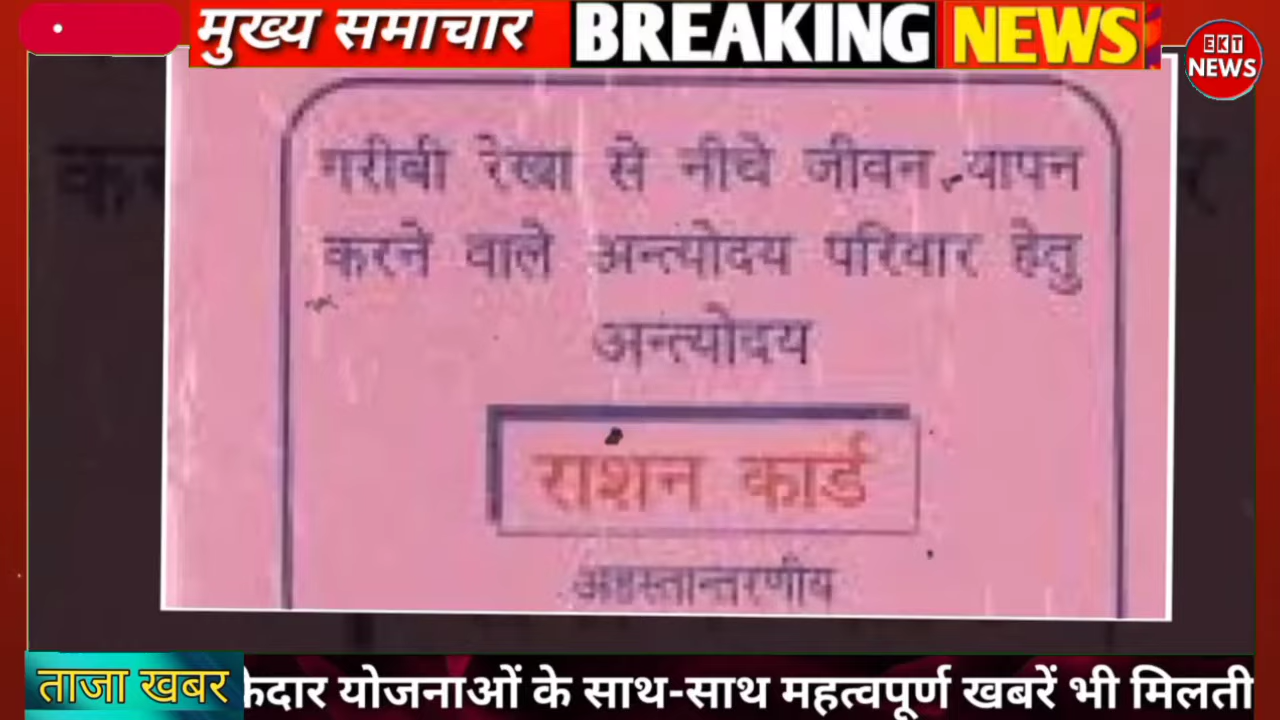 मुख्य समाचार BREAKING NEWS
EKT
NEWS
गरीबी रेखा से नीचे जीवन यापन
करने वाले अन्त्योदय परिवार हेतु
अन्त्योदय
राशन कार्ड
अहस्तान्तरणीय
ताजा खबर केदार योजनाओं के साथ-साथ महत्वपूर्ण खबरें भी मिलती